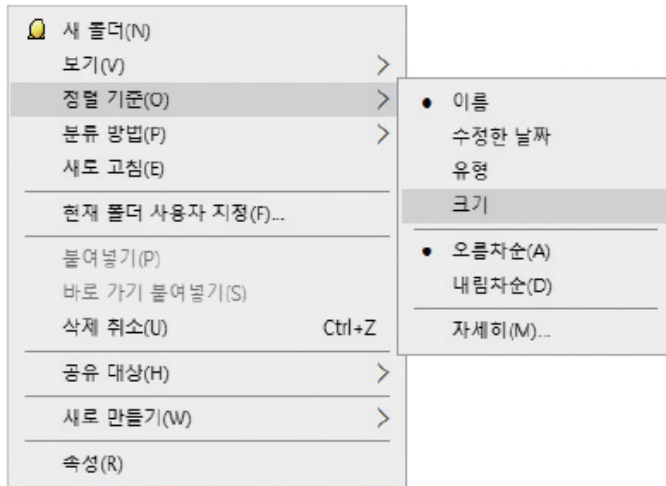 새 폴더(N)
보기(V)
정렬 기준(O)
분류 방법(P)
새로 고침(E)
현재 폴더 사용자 지정(F)...
붙여넣기(P)
바로 가기 붙여넣기(S)
삭제 취소(U) Ctrl+Z
공유 대상(H)
새로 만들기(W)
속성(R)
이름
수정한 날짜
유형
크기
오름차순(A)
내림차순(D)
자세히(M)...